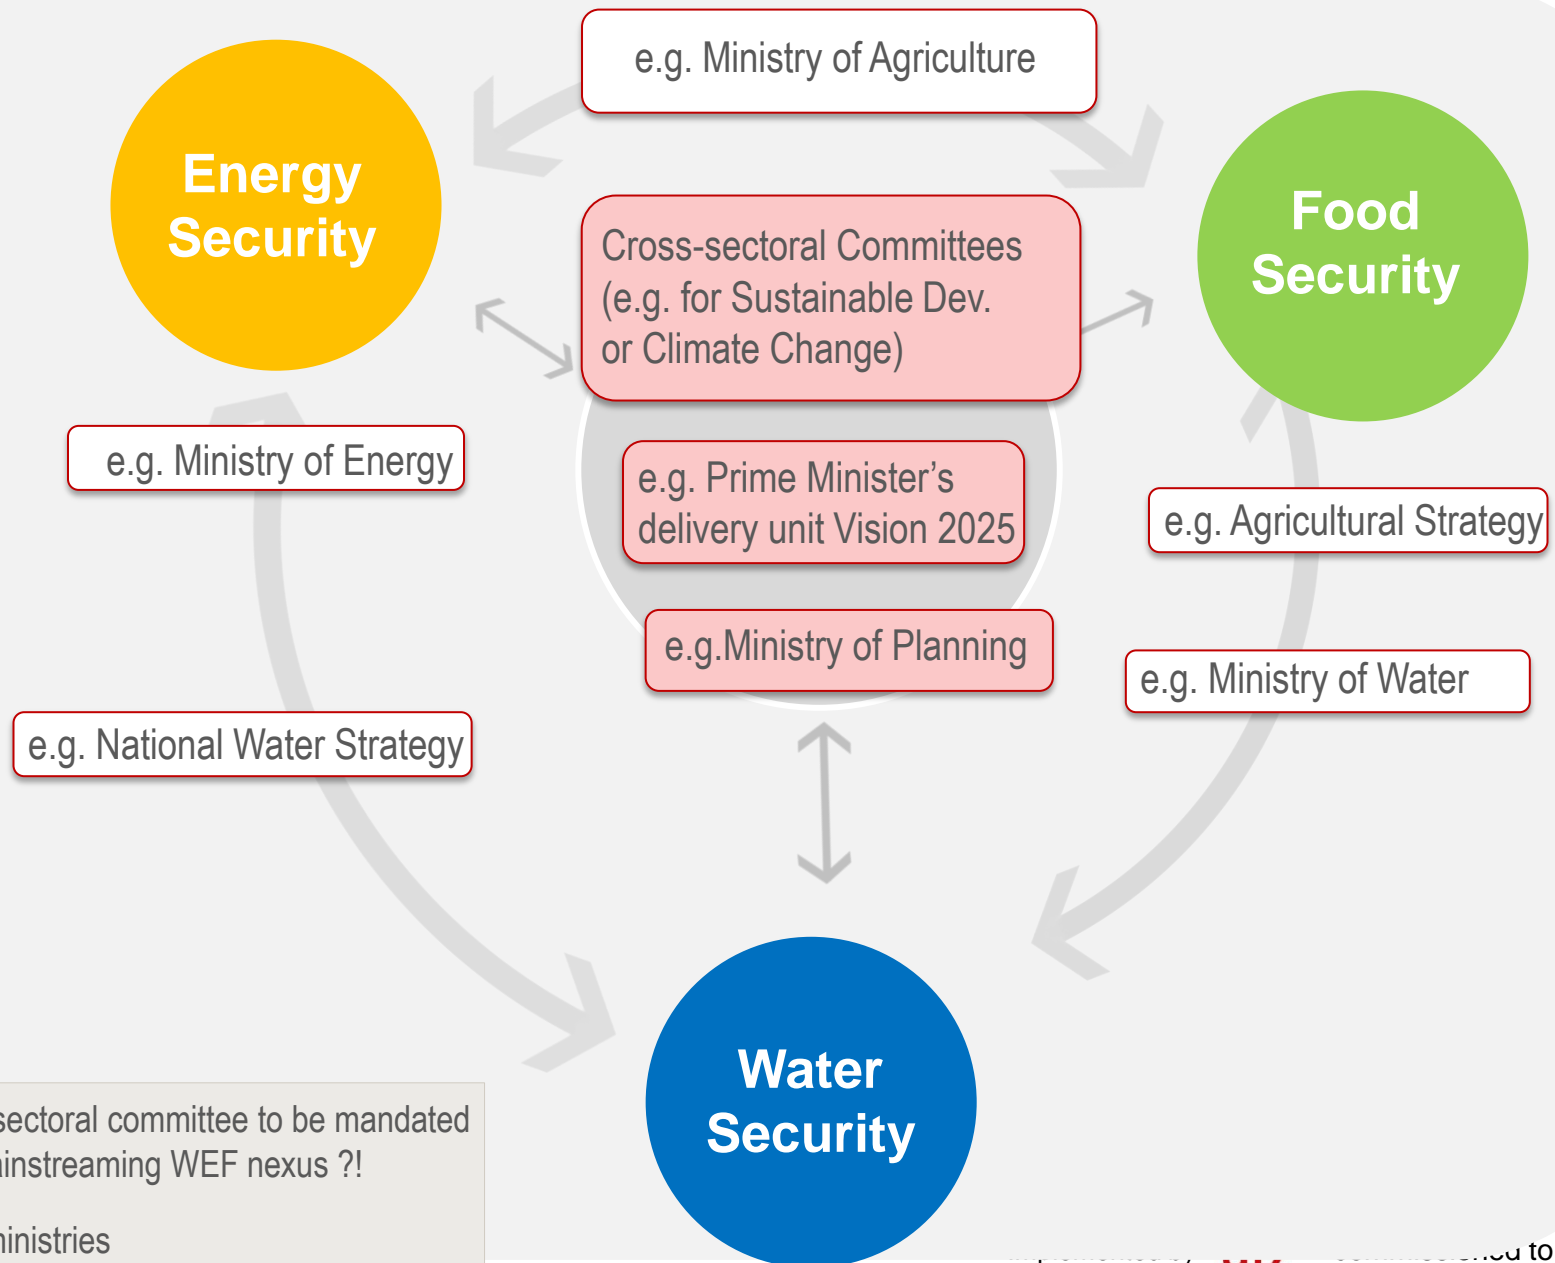 e.g. Ministry of Agriculture
Energy
Security
Food
Security
Cross-sectoral Committees
(e.g. for Sustainable Dev.
or Climate Change)
e.g. Ministry of Energy
e.g. Prime Minister’s
delivery unit Vision 2025
e.g. Agricultural Strategy
e.g.Ministry of Planning
e.g. Ministry of Water
e.g. National Water Strategy
Water
Security
sectoral committee to be mandated
instreaming WEF nexus ?!
inistries
to